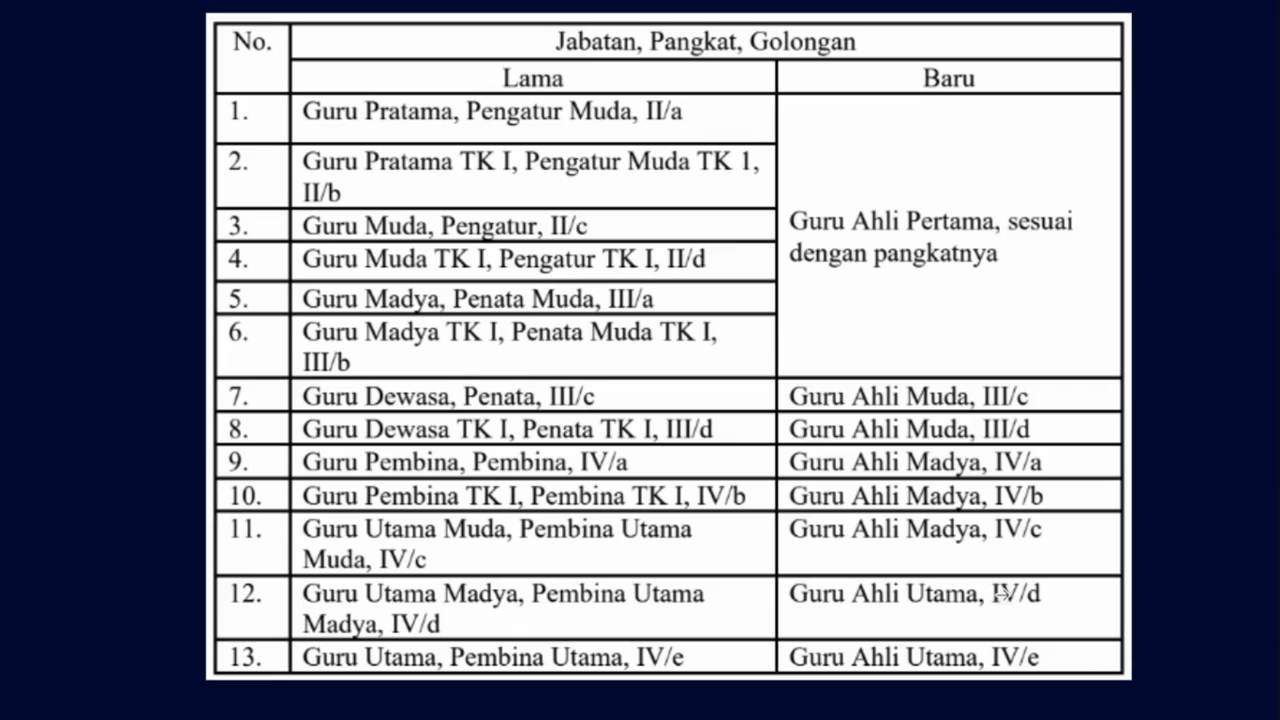 No.
Jabatan, Pangkat, Golongan
Lama
Baru
1.
Guru Pratama, Pengatur Muda, II/a
2.
Guru Pratama TK I, Pengatur Muda TK 1,
II/b
3.
Guru Muda, Pengatur, II/c
4.
Guru Muda TK I, Pengatur TK I, II/d
5.
Guru Madya, Penata Muda, III/a
6.
Guru Madya TK I, Penata Muda TK I,
III/b
Guru Ahli Pertama, sesuai
dengan pangkatnya
7.
Guru Dewasa, Penata, III/c
Guru Ahli Muda, III/c
8.
Guru Dewasa TK I, Penata TK I, III/d
Guru Ahli Muda, III/d
9.
Guru Pembina, Pembina, IV/a
Guru Ahli Madya, IV/a
10.
Guru Pembina TK I, Pembina TK I, IV/b
Guru Ahli Madya, IV/b
11.
Guru Utama Muda, Pembina Utama
Muda, IV/c
Guru Ahli Madya, IV/c
12.
Guru Utama Madya, Pembina Utama
Madya, IV/d
Guru Ahli Utama, IV/d
13.
Guru Utama, Pembina Utama, IV/e
Guru Ahli Utama, IV/e